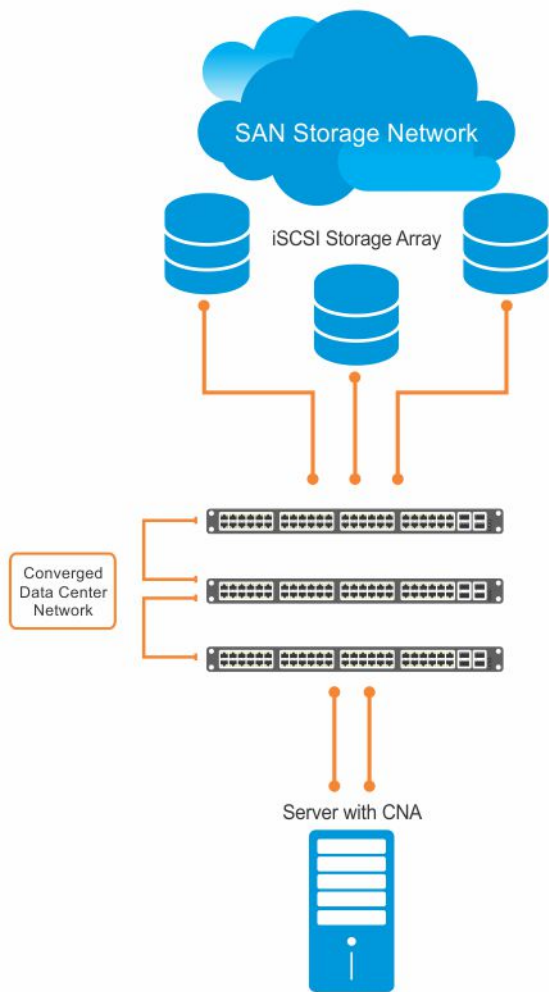 SAN Storage Network
iSCSI Storage Array
Converged
Data Center
Network
Server with CNA